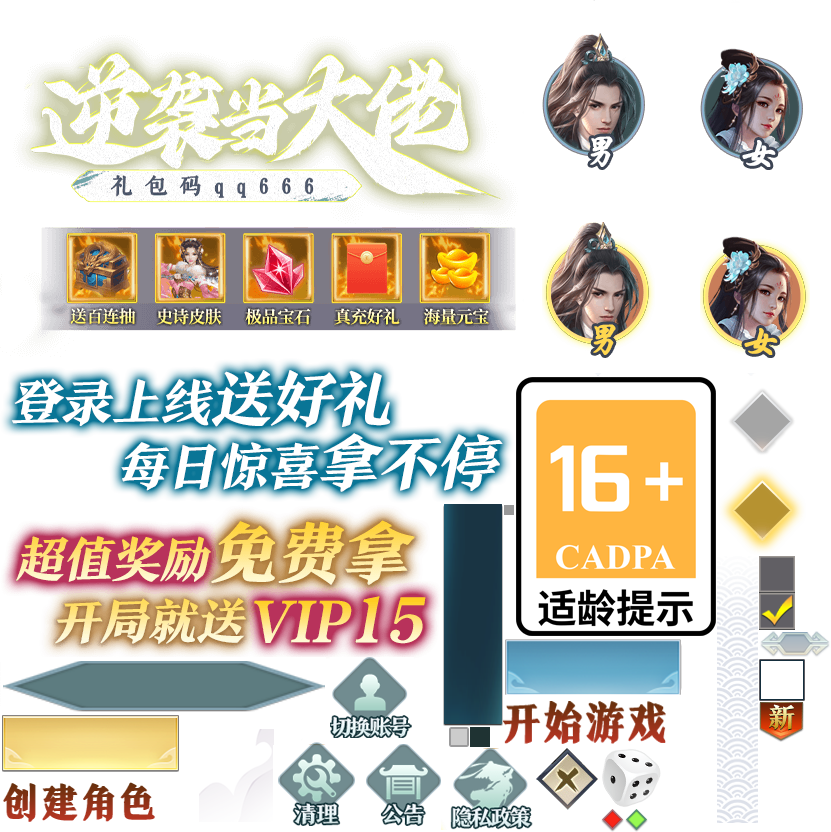 逆袭当大佬
礼包码qq666
男
女
送百连抽
史诗皮肤
极品宝石
真充好礼
海量元宝
男
女
登录上线送好礼
每日惊喜拿不停
16+
CADPA
适龄提示
超值奖励免费拿
开局就送VIP15
切换账号
开始游戏
新
创建角色
清理
公告
隐私政策